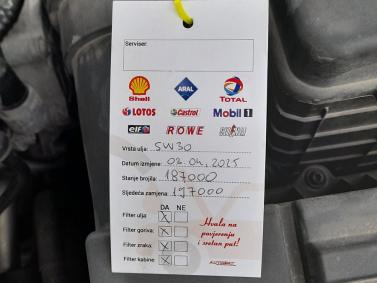 Serviser:
Shell ARAL TOTAL
LOTOS Castrol Mobil 1
elf ROWE
Vrsta ulja: 5W30
Datum izmjene: 02.04.2025
Stanje brojila: 187000
Sljedeća zamjena: 197000
DA NE
Filter ulja: X
Filter goriva: X
Filter zraka: X
Filter kabine: X
Hvala na
povjerenju
i sretan put!